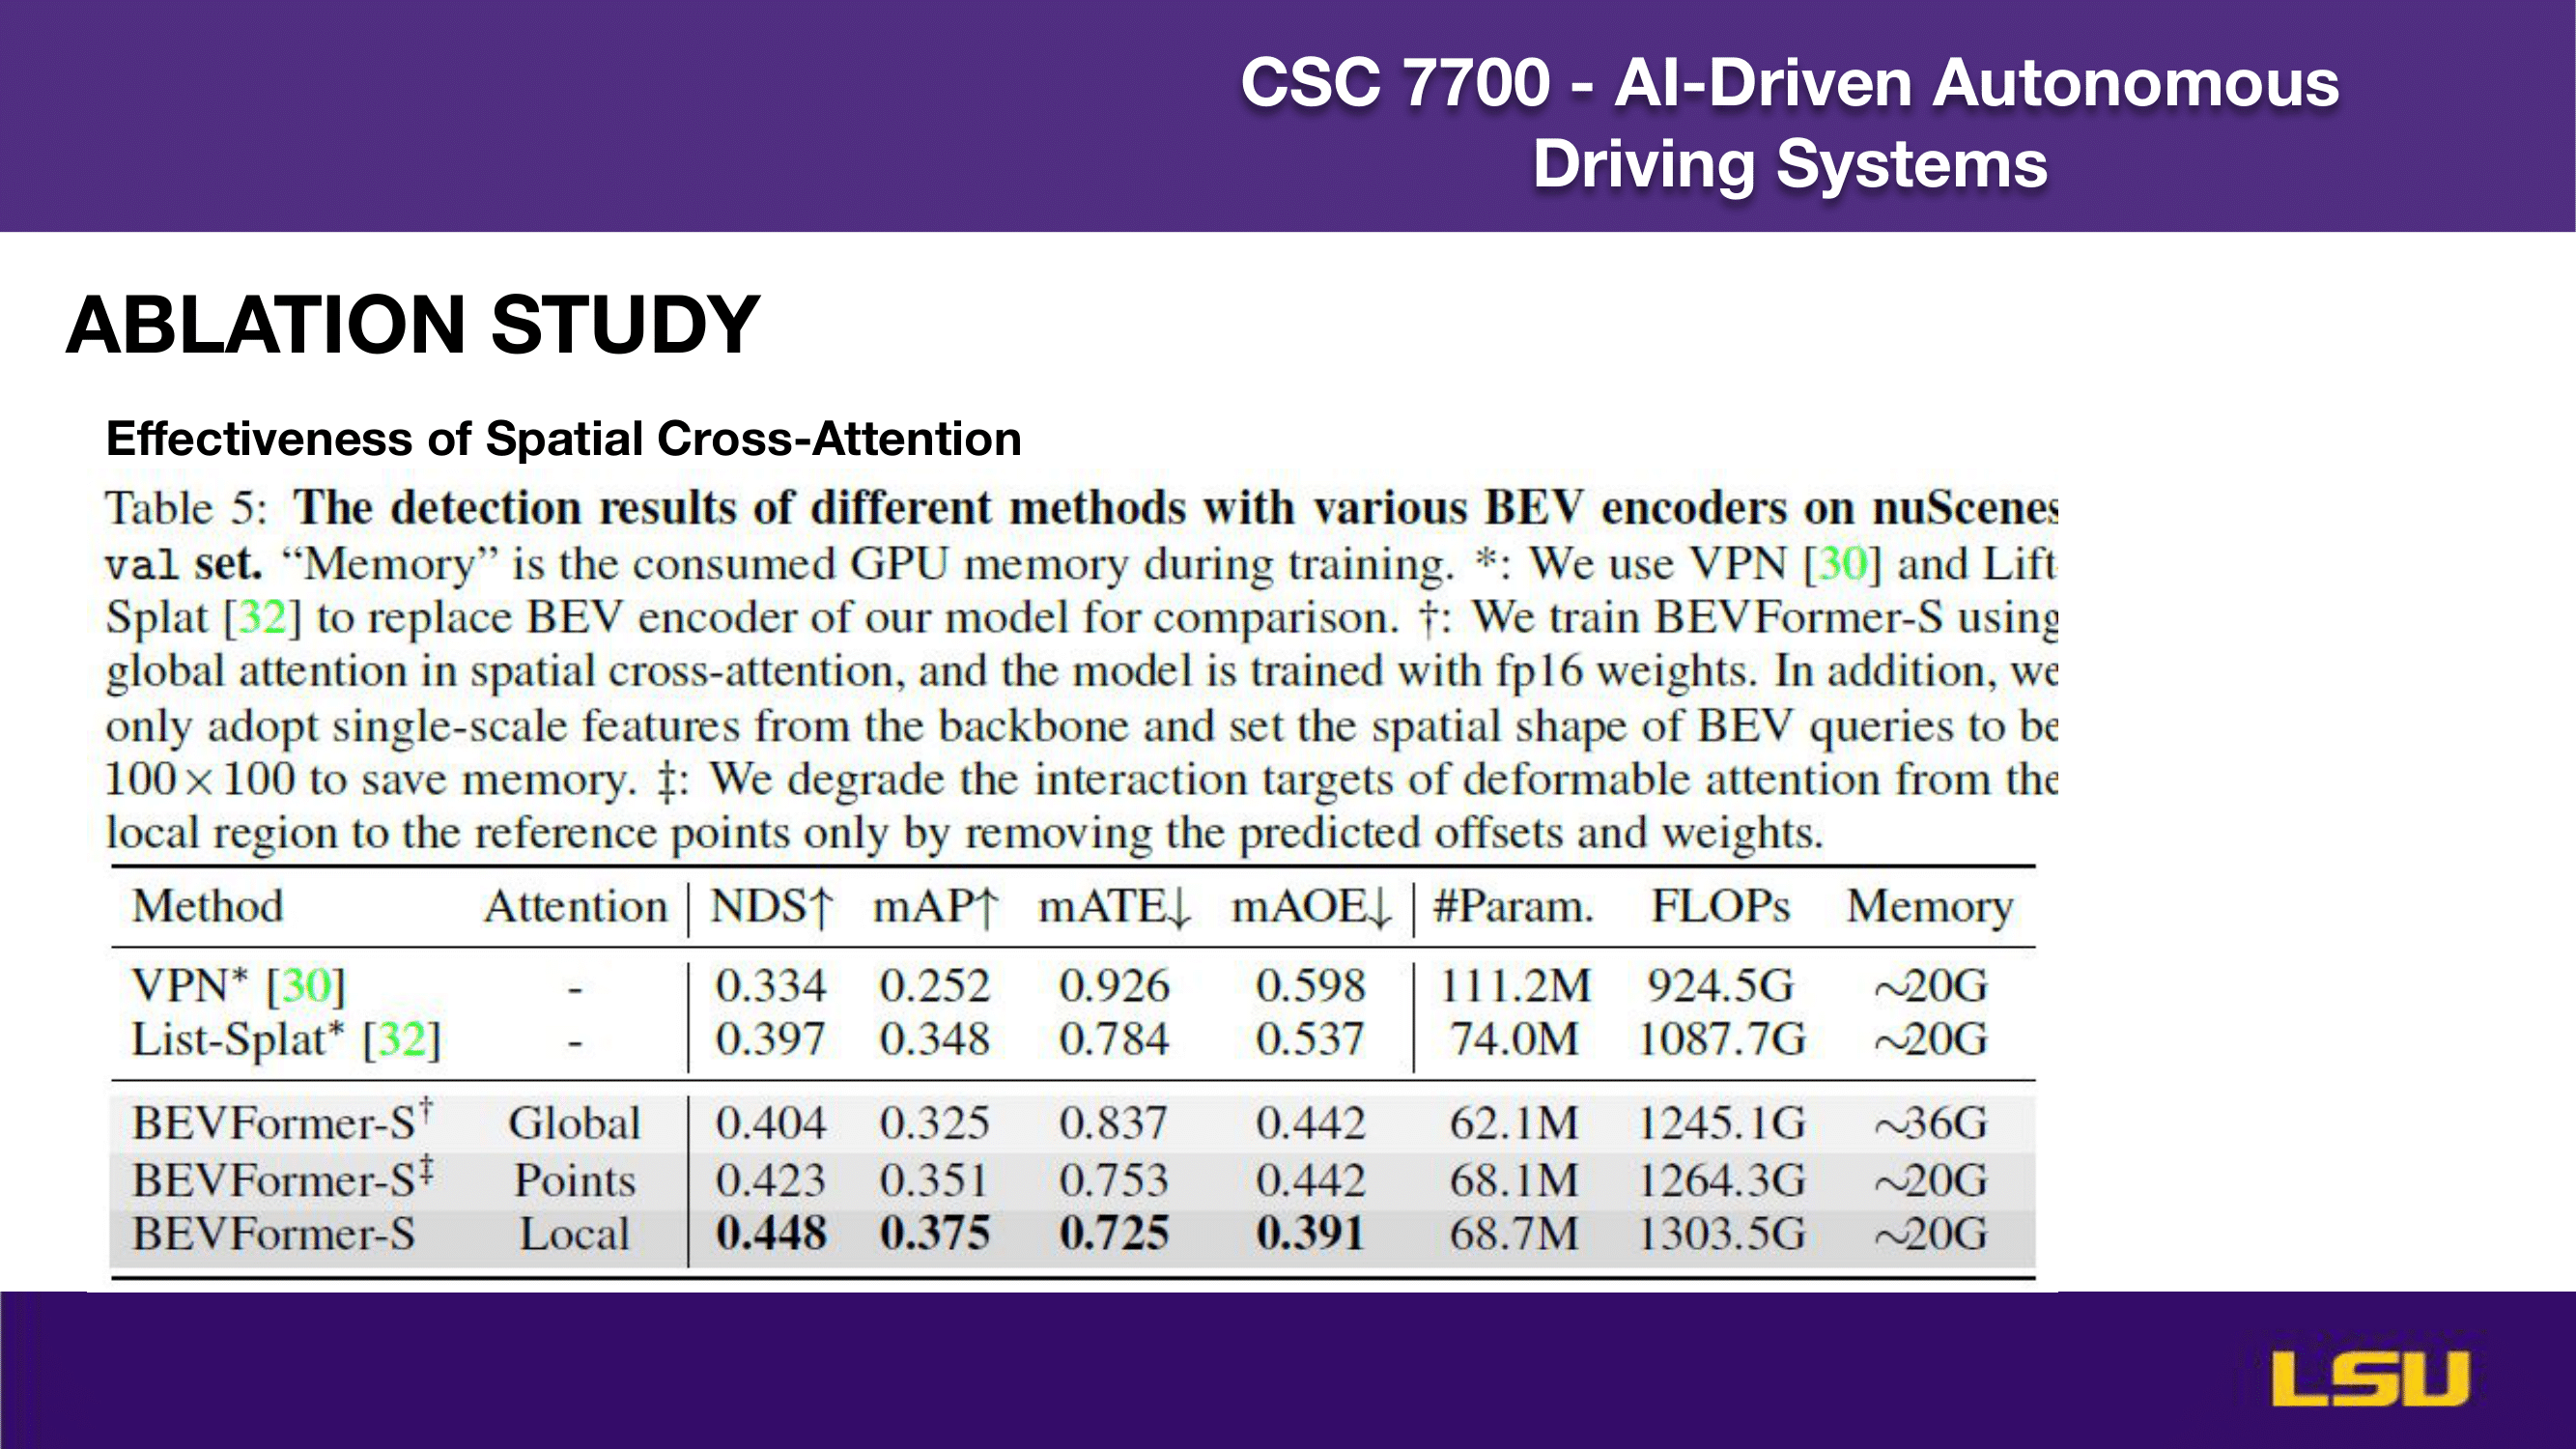 CSC 7700 - AI-Driven Autonomous
Driving Systems
ABLATION STUDY
Effectiveness of Spatial Cross-Attention
Table 5: The detection results of different methods with various BEV encoders on nuScenes
val set. “Memory” is the consumed GPU memory during training. *: We use VPN [30] and Lift
Splat [32] to replace BEV encoder of our model for comparison. †: We train BEVFormer-S using
global attention in spatial cross-attention, and the model is trained with fp16 weights. In addition, we
only adopt single-scale features from the backbone and set the spatial shape of BEV queries to be
100×100 to save memory. ‡: We degrade the interaction targets of deformable attention from the
local region to the reference points only by removing the predicted offsets and weights.
Method Attention NDS↑ mAP↑ mATE↓ mAOE↓ #Param. FLOPs Memory
VPN* [30] - 0.334 0.252 0.926 0.598 111.2M 924.5G ~20G
List-Splat* [32] - 0.397 0.348 0.784 0.537 74.0M 1087.7G ~20G
BEVFormer-S† Global 0.404 0.325 0.837 0.442 62.1M 1245.1G ~36G
BEVFormer-S‡ Points 0.423 0.351 0.753 0.442 68.1M 1264.3G ~20G
BEVFormer-S Local 0.448 0.375 0.725 0.391 68.7M 1303.5G ~20G
LSU